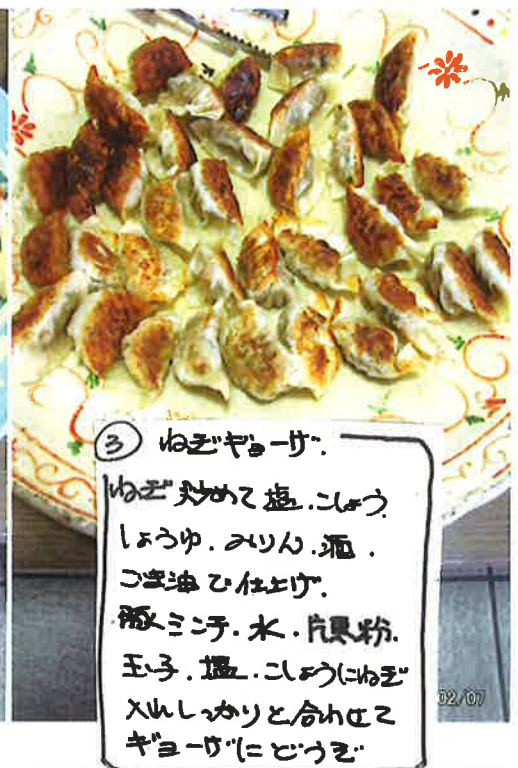 ③ ねぎギョーザ.
ねぎ炒めて塩.こしょう
しょうゆ.みりん.酒.
ごま油で仕上げ.
豚ミンチ.水.片栗粉.
玉子.塩.こしょうにねぎ
入れしっかりと合わせて
ギョーザにどうぞ
02/07